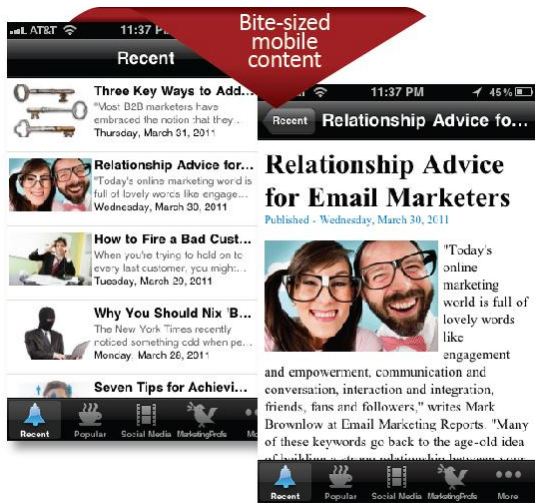 Bite-sized
mobile
content
AT&T 11:37
Recent
Three Key Ways to Add...
"Most B2B marketers have
embraced the notion that they...
Thursday, March 31, 2011
Relationship Advice for...
"Today's online marketing world is
full of lovely words like engage...
Wednesday, March 30, 2011
How to Fire a Bad Cust...
When you're trying to hold on to
every last customer, you might...
Tuesday, March 29, 2011
Why You Should Nix 'B...
The New York Times recently
noticed something odd when pe...
Monday, March 28, 2011
Seven Tips for Achievi...
Recent Popular Social Media MarketingProfs Mo
11:37 PM 45%
Recent Relationship Advice fo...
Relationship Advice
for Email Marketers
Published - Wednesday, March 30, 2011
"Today's
online
marketing
world is full of
lovely words
like
engagement
and empowerment, communication and
conversation, interaction and integration,
friends, fans and followers," writes Mark
Brownlow at Email Marketing Reports. "Many
of these keywords go back to the age-old idea
of building a strong relationship between your
Recent Popular Social Media MarketingProfs More